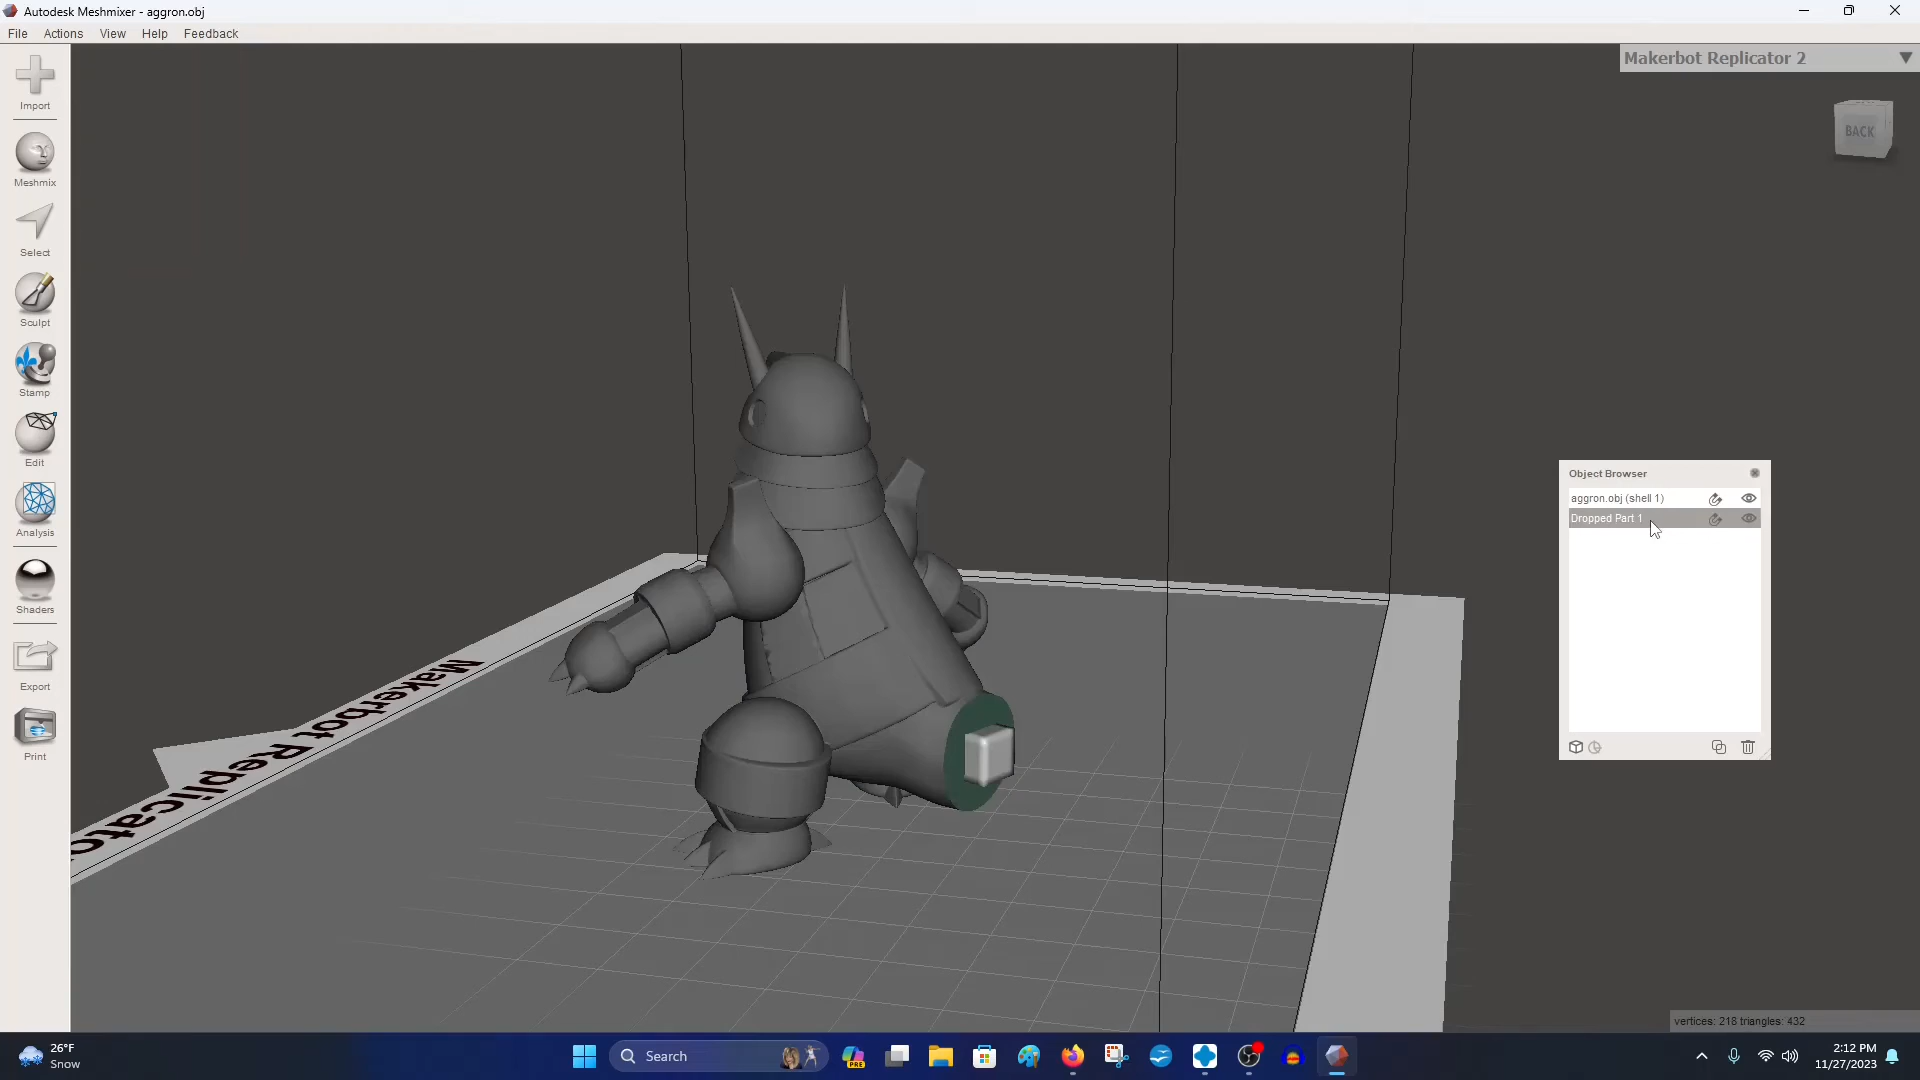 Autodesk Meshmixer - aggron.obj
File Actions View Help Feedback
Makerbot Replicator 2
BACK
Import
Meshmix
Select
Sculpt
Stamp
Edit
Analysis
Shaders
Export
Print
Object Browser
aggron.obj (shell 1)
Dropped Part 1
Makerbot Replicato
vertices: 218 triangles: 432
26°F
Snow
Search
PRE
2:12 PM
11/27/2023